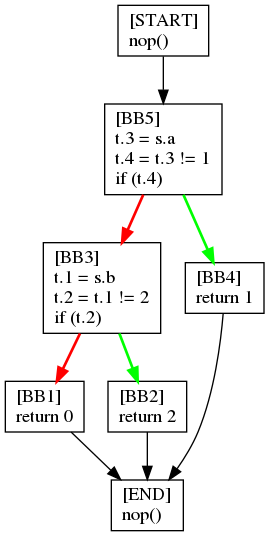 [START]
nop()
[BB5]
t.3 = s.a
t.4 = t.3 != 1
if (t.4)
[BB3]
t.1 = s.b
t.2 = t.1 != 2
if (t.2)
[BB4]
return 1
[BB1]
return 0
[BB2]
return 2
[END]
nop()